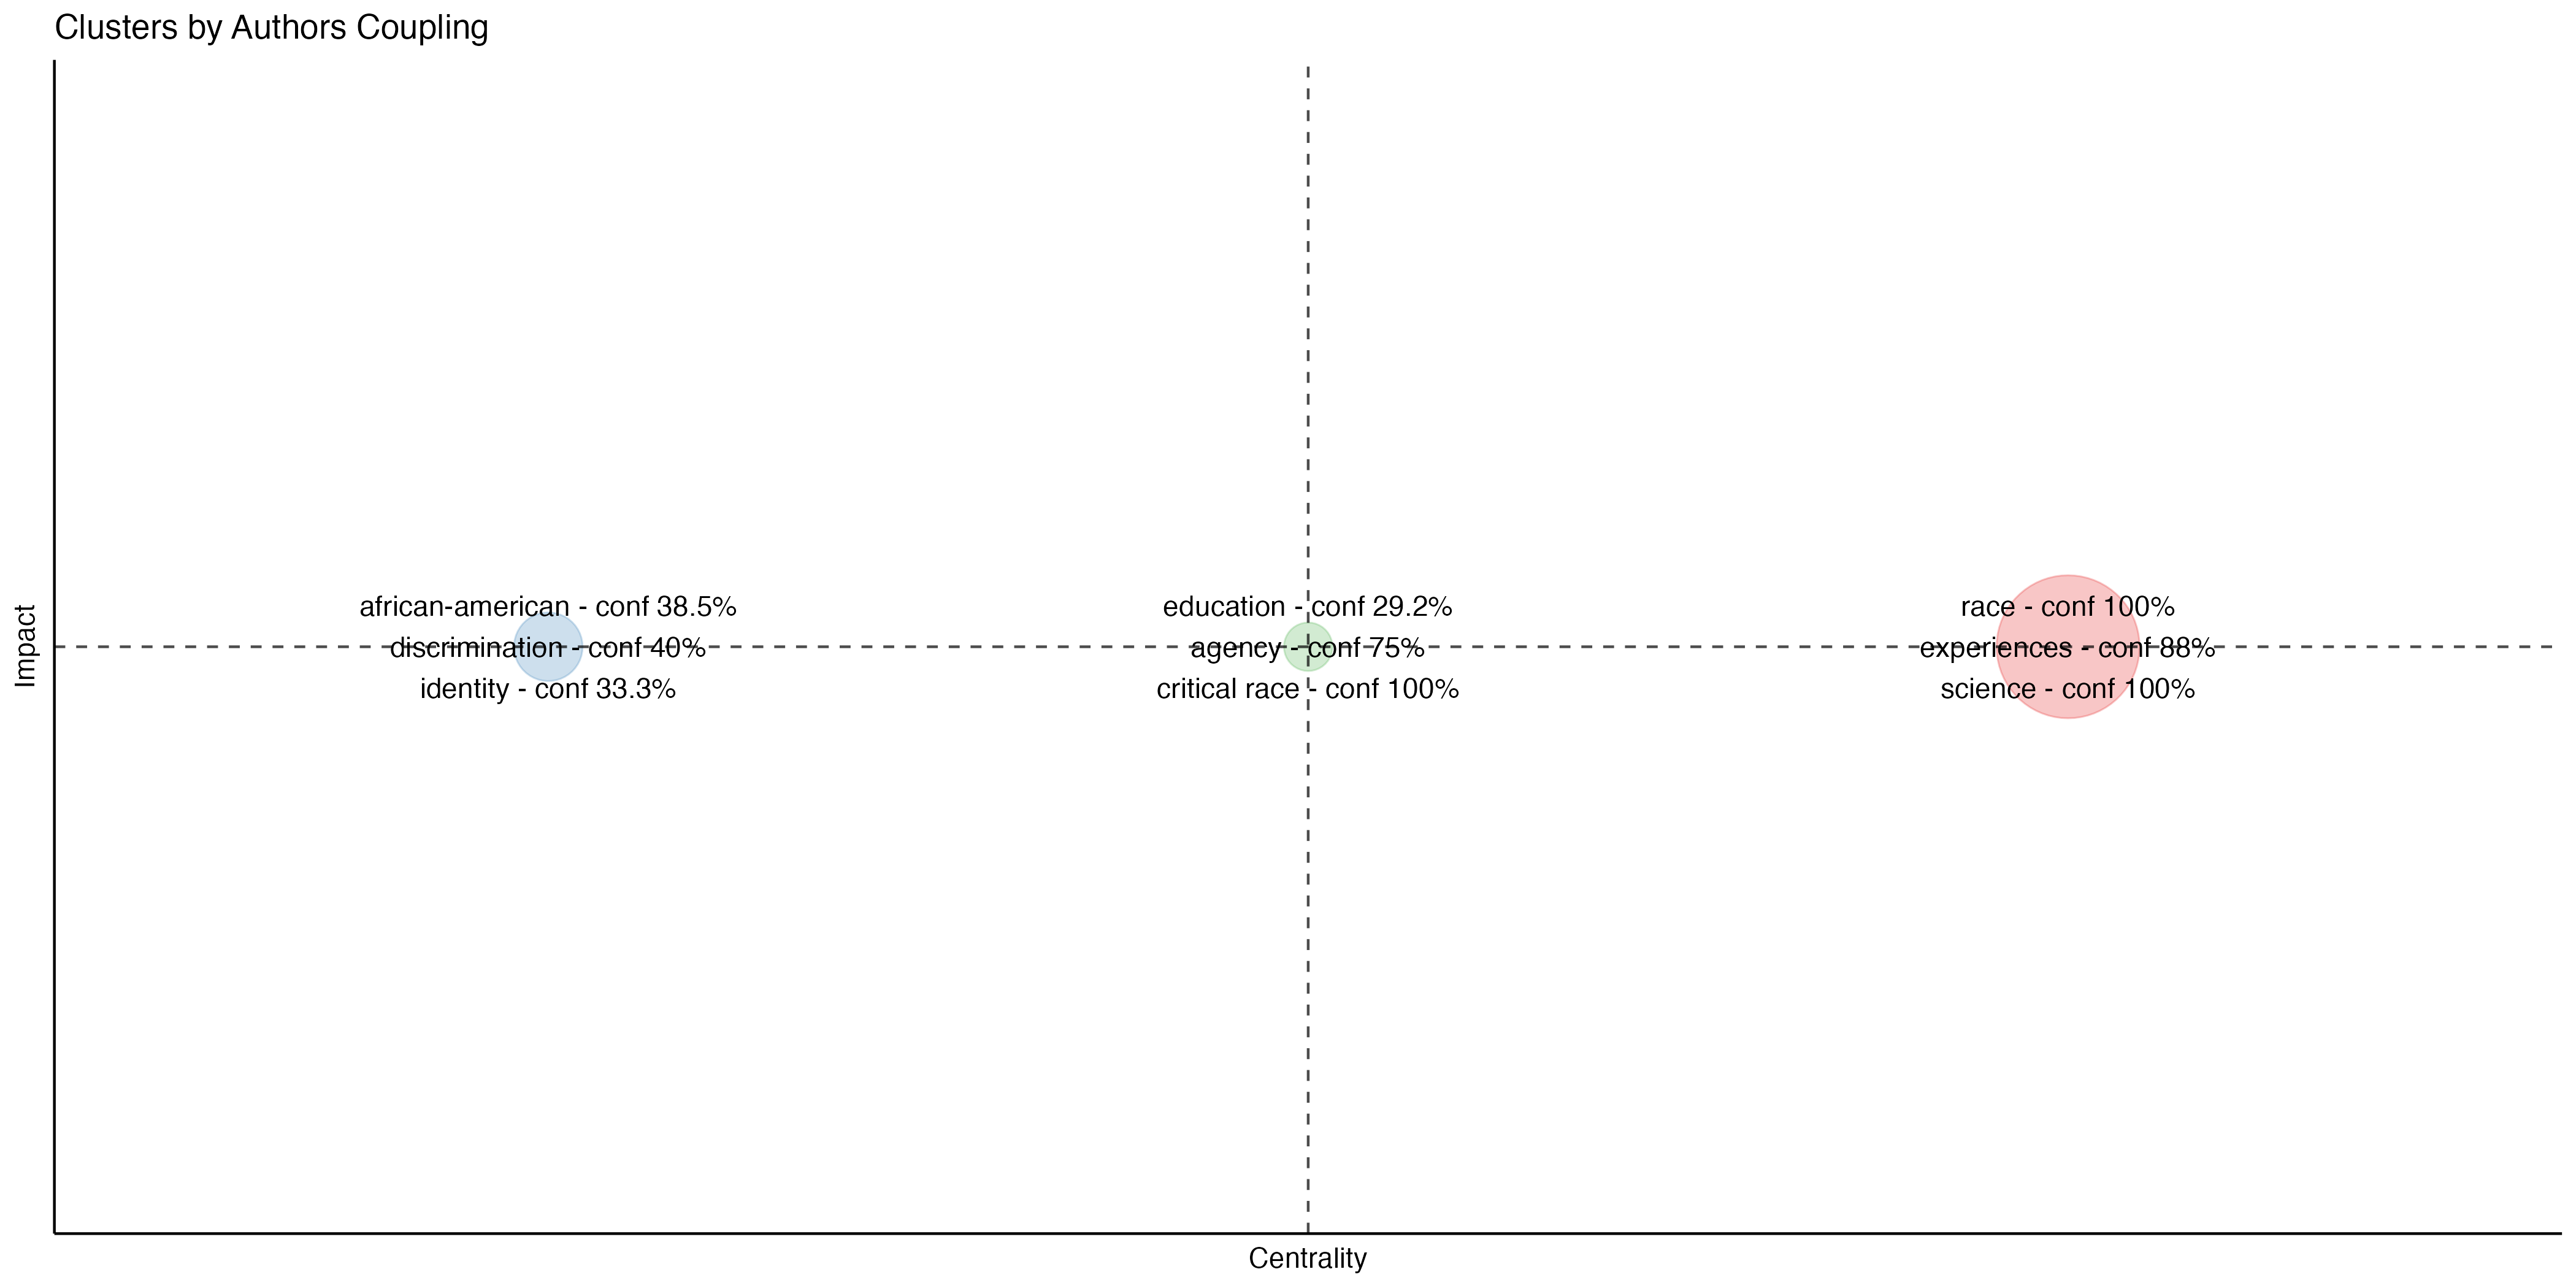 Clusters by Authors Coupling
Impact
african-american - conf 38.5%
discrimination - conf 40%
identity - conf 33.3%
education - conf 29.2%
agency - conf 75%
critical race - conf 100%
race - conf 100%
experiences - conf 88%
science - conf 100%
Centrality